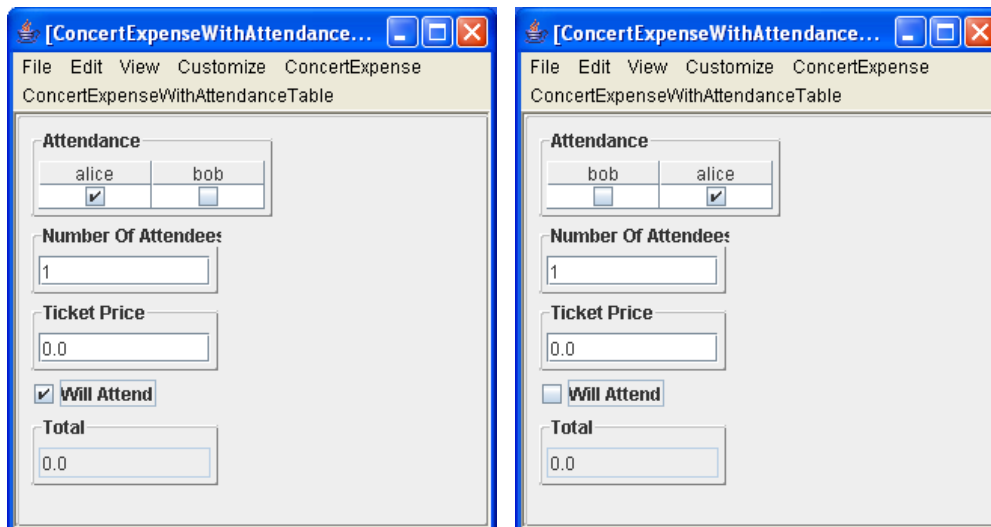 [ConcertExpenseWithAttendance...
File Edit View Customize ConcertExpense
ConcertExpenseWithAttendanceTable
Attendance
alice bob
Number Of Attendees
1
Ticket Price
0.0
Will Attend
Total
0.0
[ConcertExpenseWithAttendance...
File Edit View Customize ConcertExpense
ConcertExpenseWithAttendanceTable
Attendance
bob alice
Number Of Attendees
1
Ticket Price
0.0
Will Attend
Total
0.0